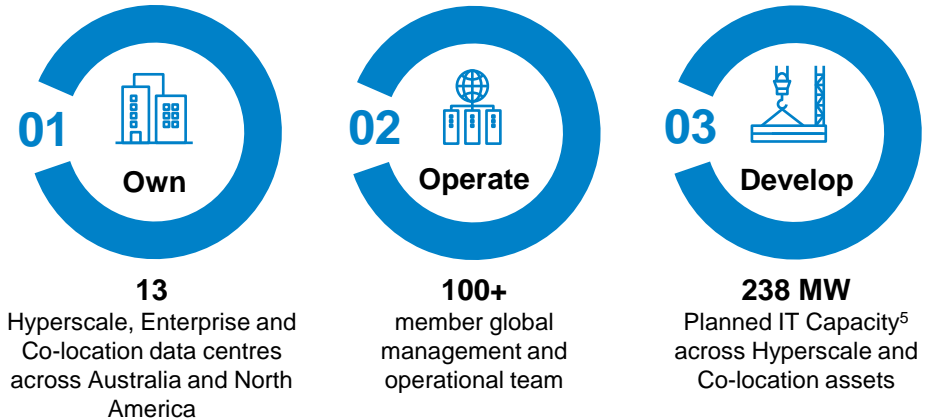 01
Own
13
Hyperscale, Enterprise and
Co-location data centres
across Australia and North
America
02
Operate
100+
member global
management and
operational team
03
Develop
238 MW
Planned IT Capacity⁵
across Hyperscale and
Co-location assets